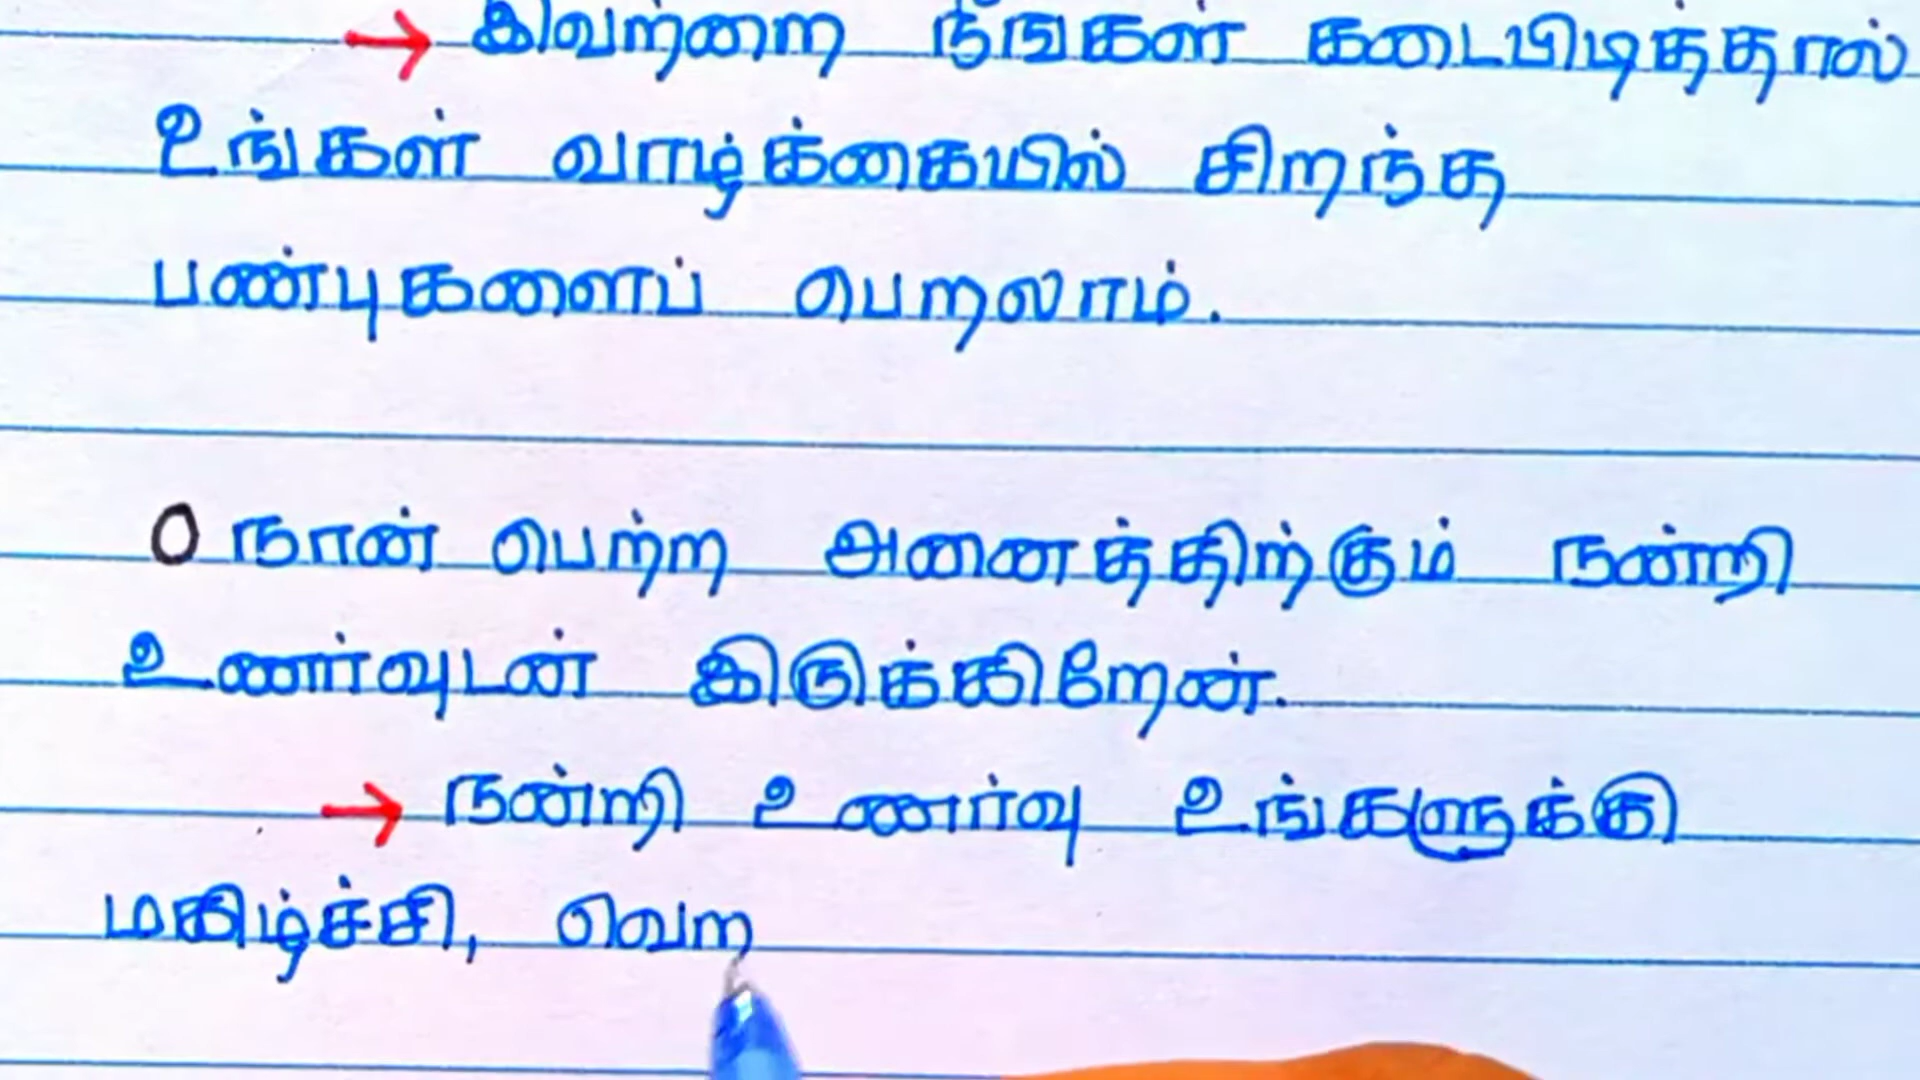 → இவற்றை நீங்கள் கடைபிடித்தால்
உங்கள் வாழ்க்கையில் சிறந்த
பண்புகளைப் பெறலாம்.
O நான் பெற்ற அனைத்திற்கும் நன்றி
உணர்வுடன் இருக்கிறேன்.
→ நன்றி உணர்வு உங்களுக்கு
மகிழ்ச்சி, வெற